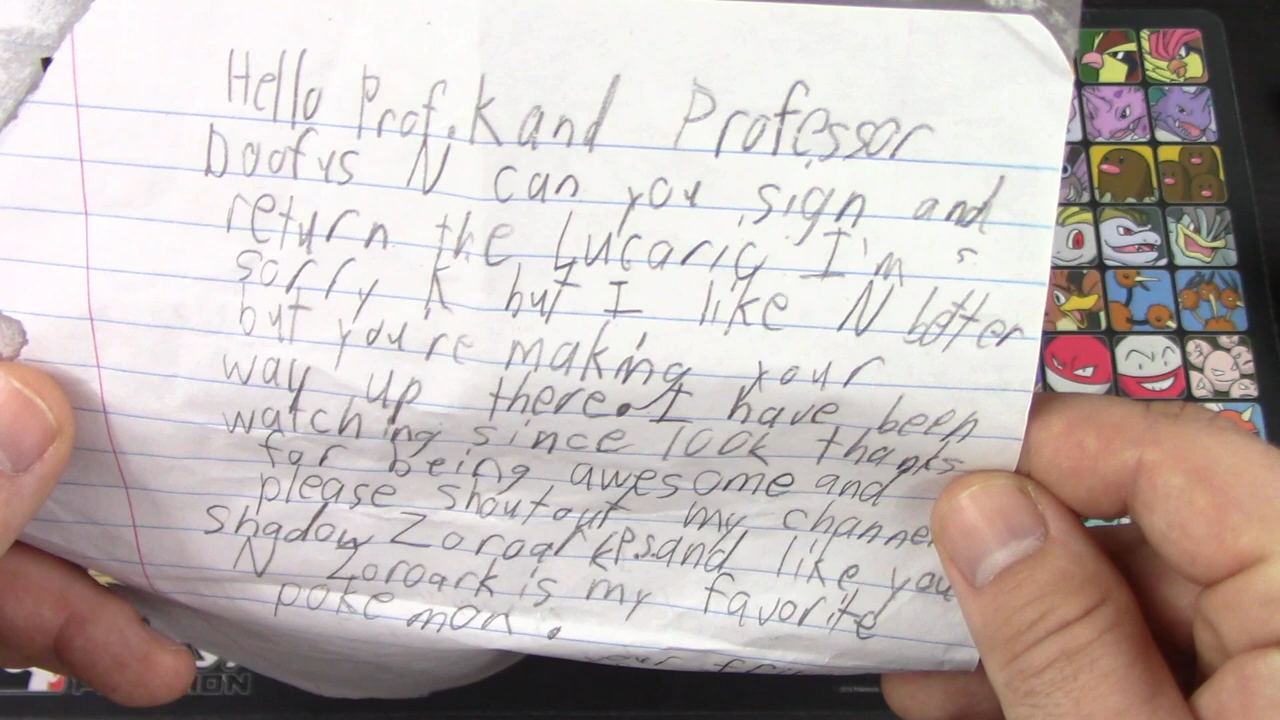 Hello Prof. K and Professor
Doofus N can you sign and
return the Lucario I'm
sorry K but I like N better
but you're making your
way up there. I have been
watching since 100k thanks
for being awesome and
please shoutout my channel
shadow Zoroark P.S. and like you
N Zoroark is my favorite
pokemon.